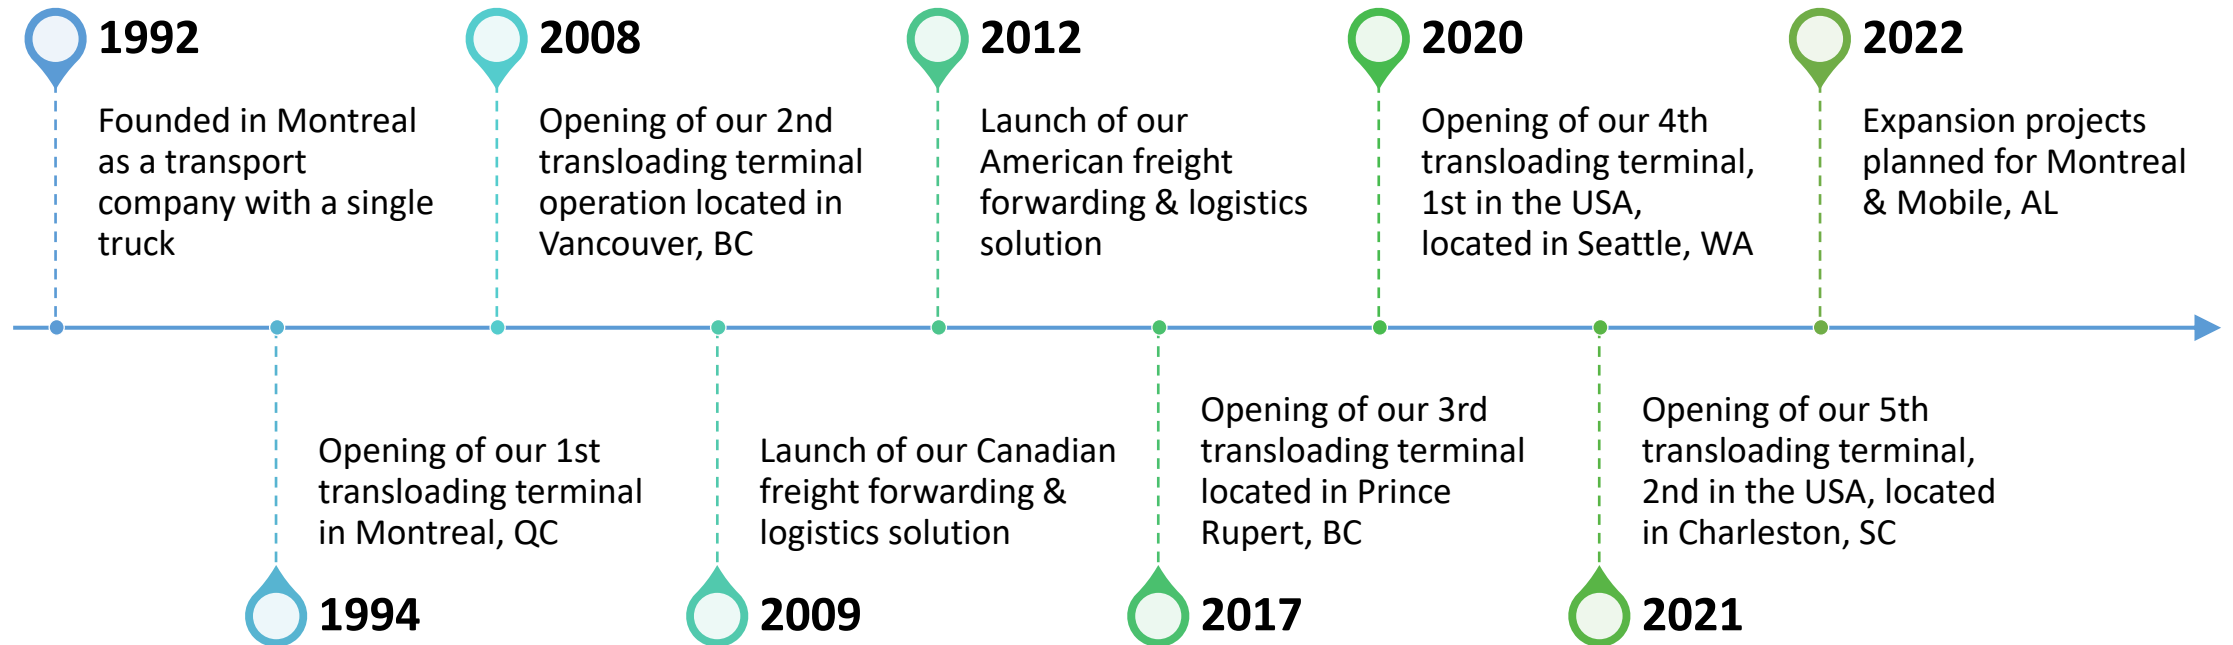 1992
Founded in Montreal
as a transport
company with a single
truck
2008
Opening of our 2nd
transloading terminal
operation located in
Vancouver, BC
2012
Launch of our
American freight
forwarding & logistics
solution
2020
Opening of our 4th
transloading terminal,
1st in the USA,
located in Seattle, WA
2022
Expansion projects
planned for Montreal
& Mobile, AL
Opening of our 1st
transloading terminal
in Montreal, QC
1994
Launch of our Canadian
freight forwarding &
logistics solution
2009
Opening of our 3rd
transloading terminal
located in Prince
Rupert, BC
2017
Opening of our 5th
transloading terminal,
2nd in the USA, located
in Charleston, SC
2021